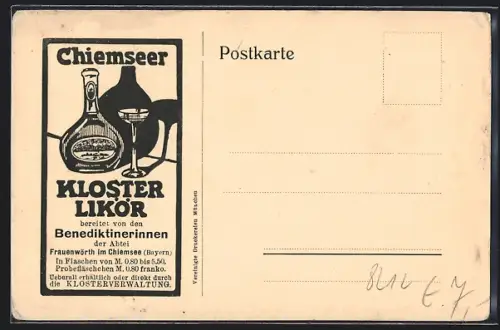 Chiemseer
KLOSTER
LIKÖR
bereitet von den
Benediktinerinnen
der Abtei
Frauenwörth im Chiemsee (Bayern)
In Flaschen von M. 0.80 bis 5.50.
Probefläschchen M. 0.80 franko.
Ueberall erhältlich oder direkt durch
die KLOSTERVERWALTUNG.
Vereinigte Druckereien München
Postkarte
€ 7,-